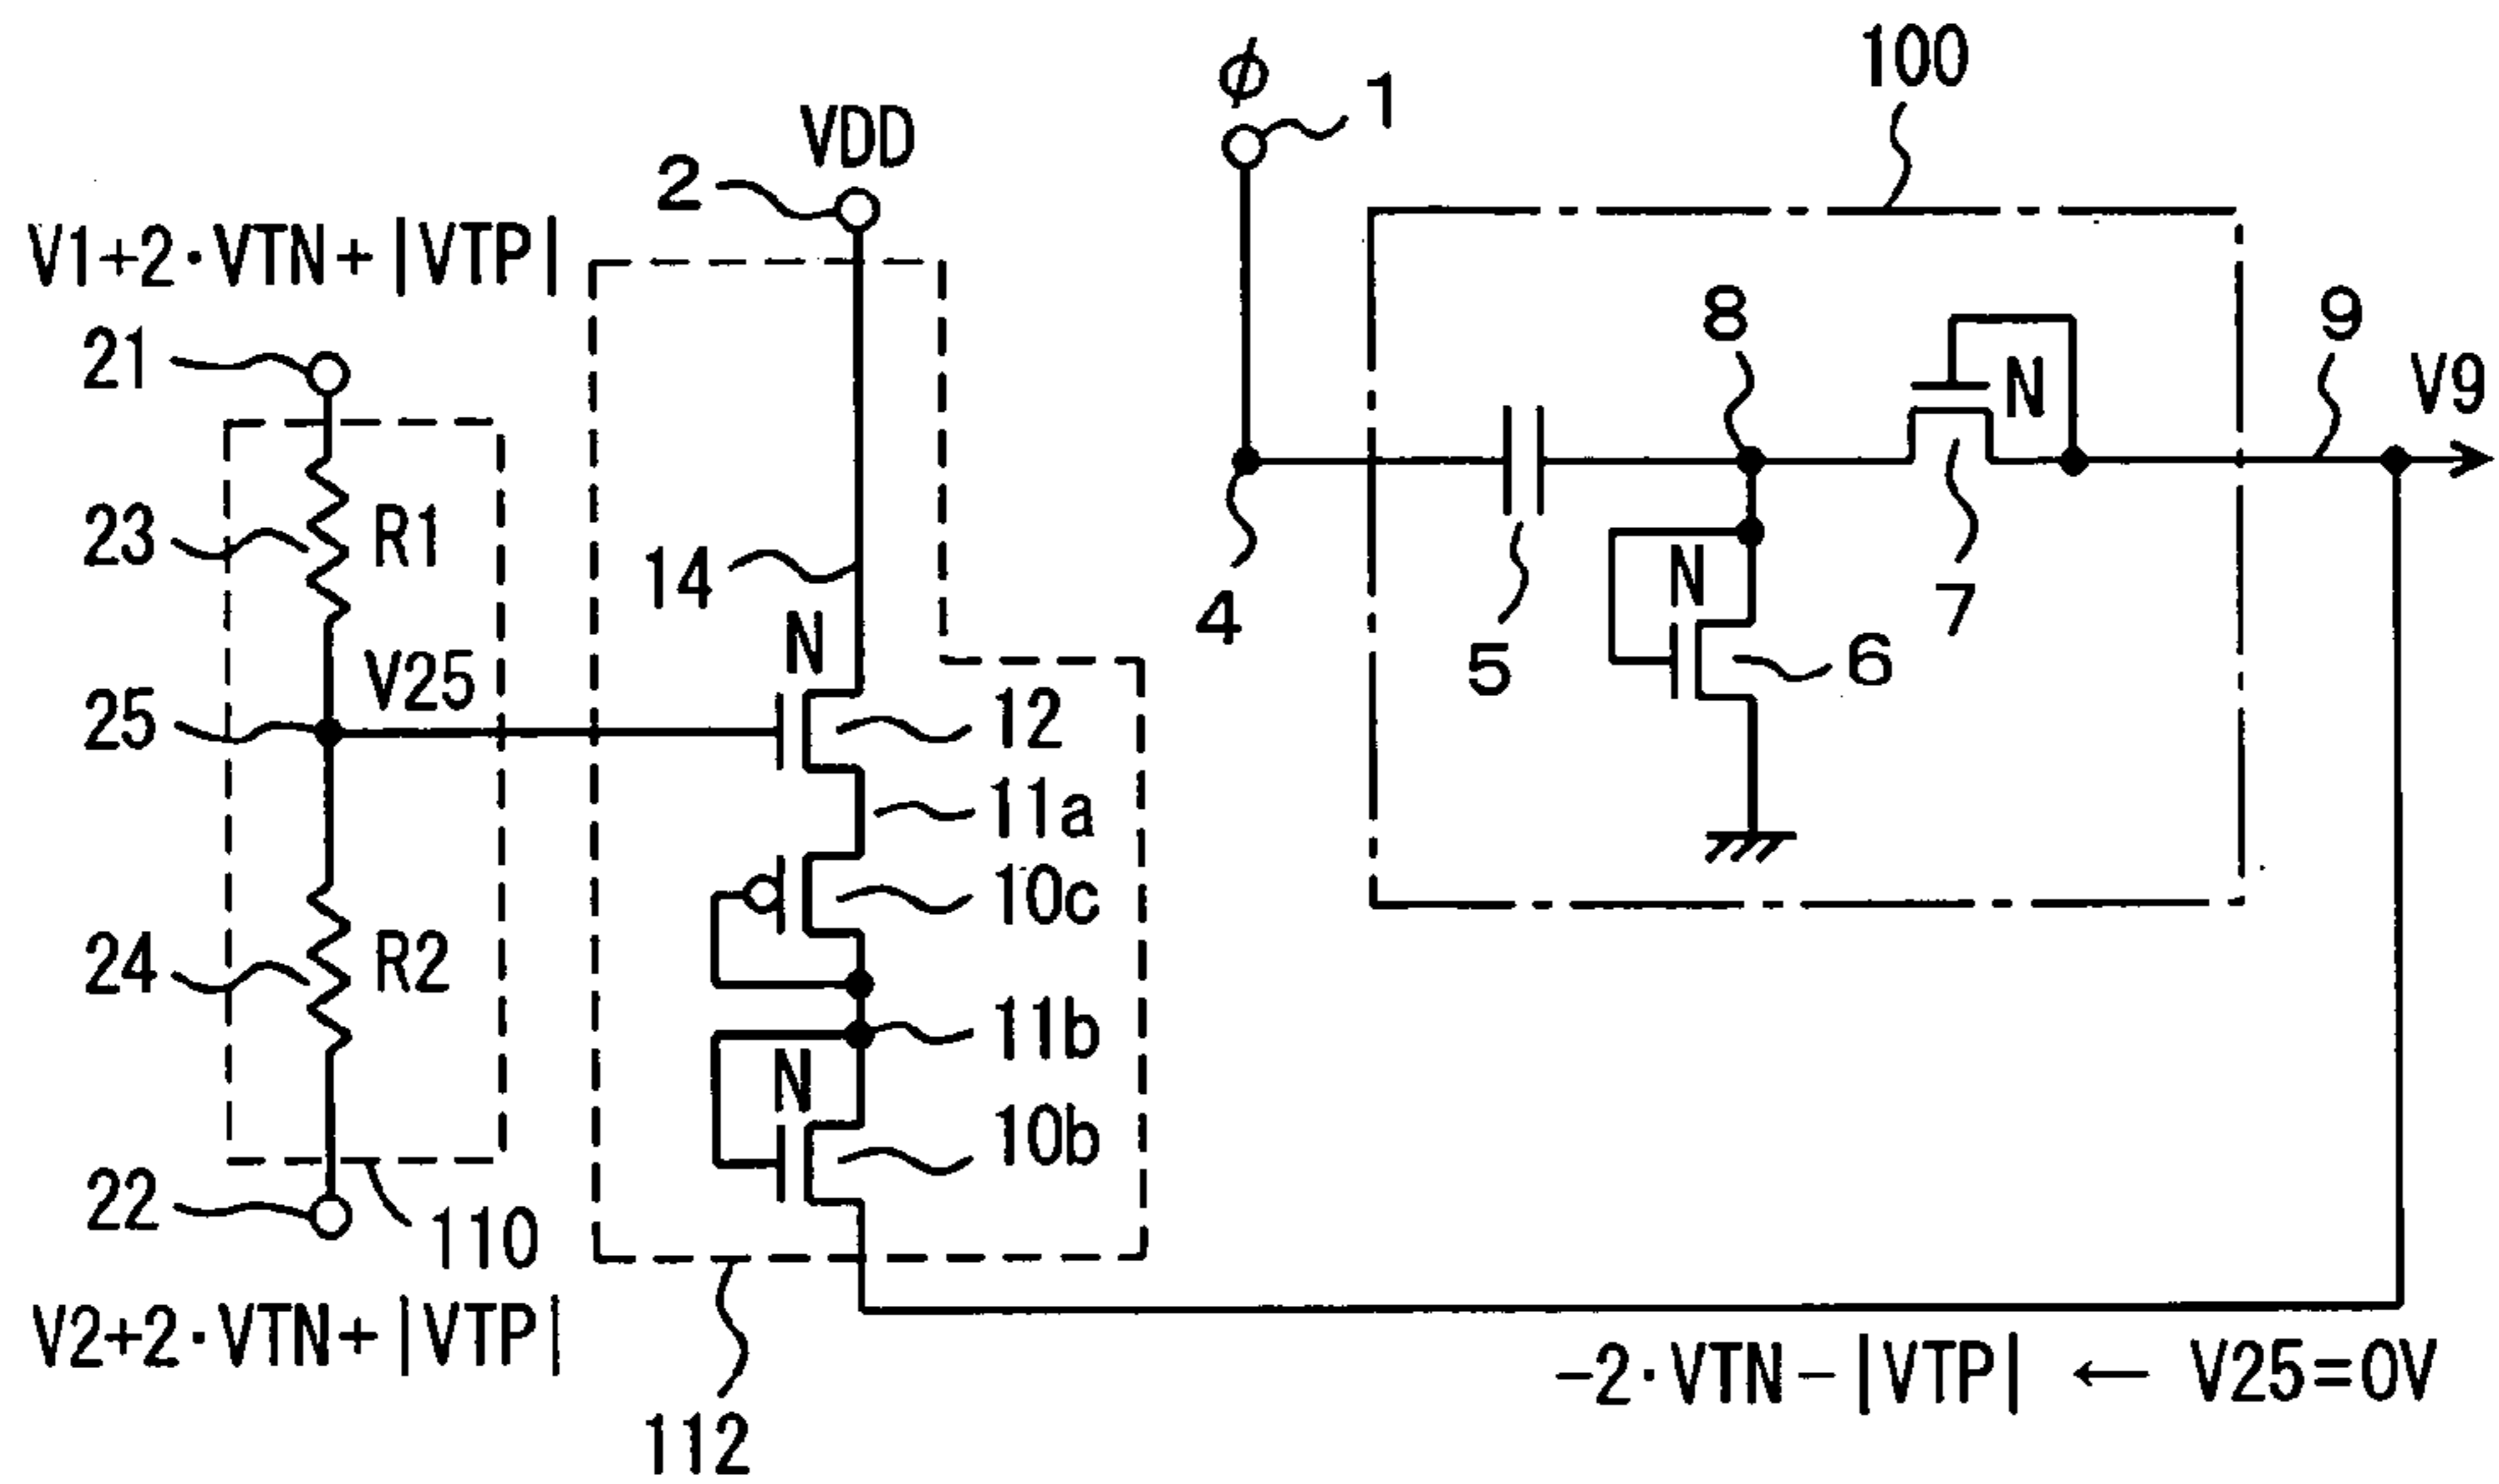 φ
1
100
VDD
2
V1+2·VTN+|VTP|
21
8
9
N
V9
23
R1
14
N
N
4
5
7
6
V25
25
12
11a
10c
24
R2
11b
N
10b
22
110
V2+2·VTN+|VTP|
112
-2·VTN-|VTP| ← V25=0V